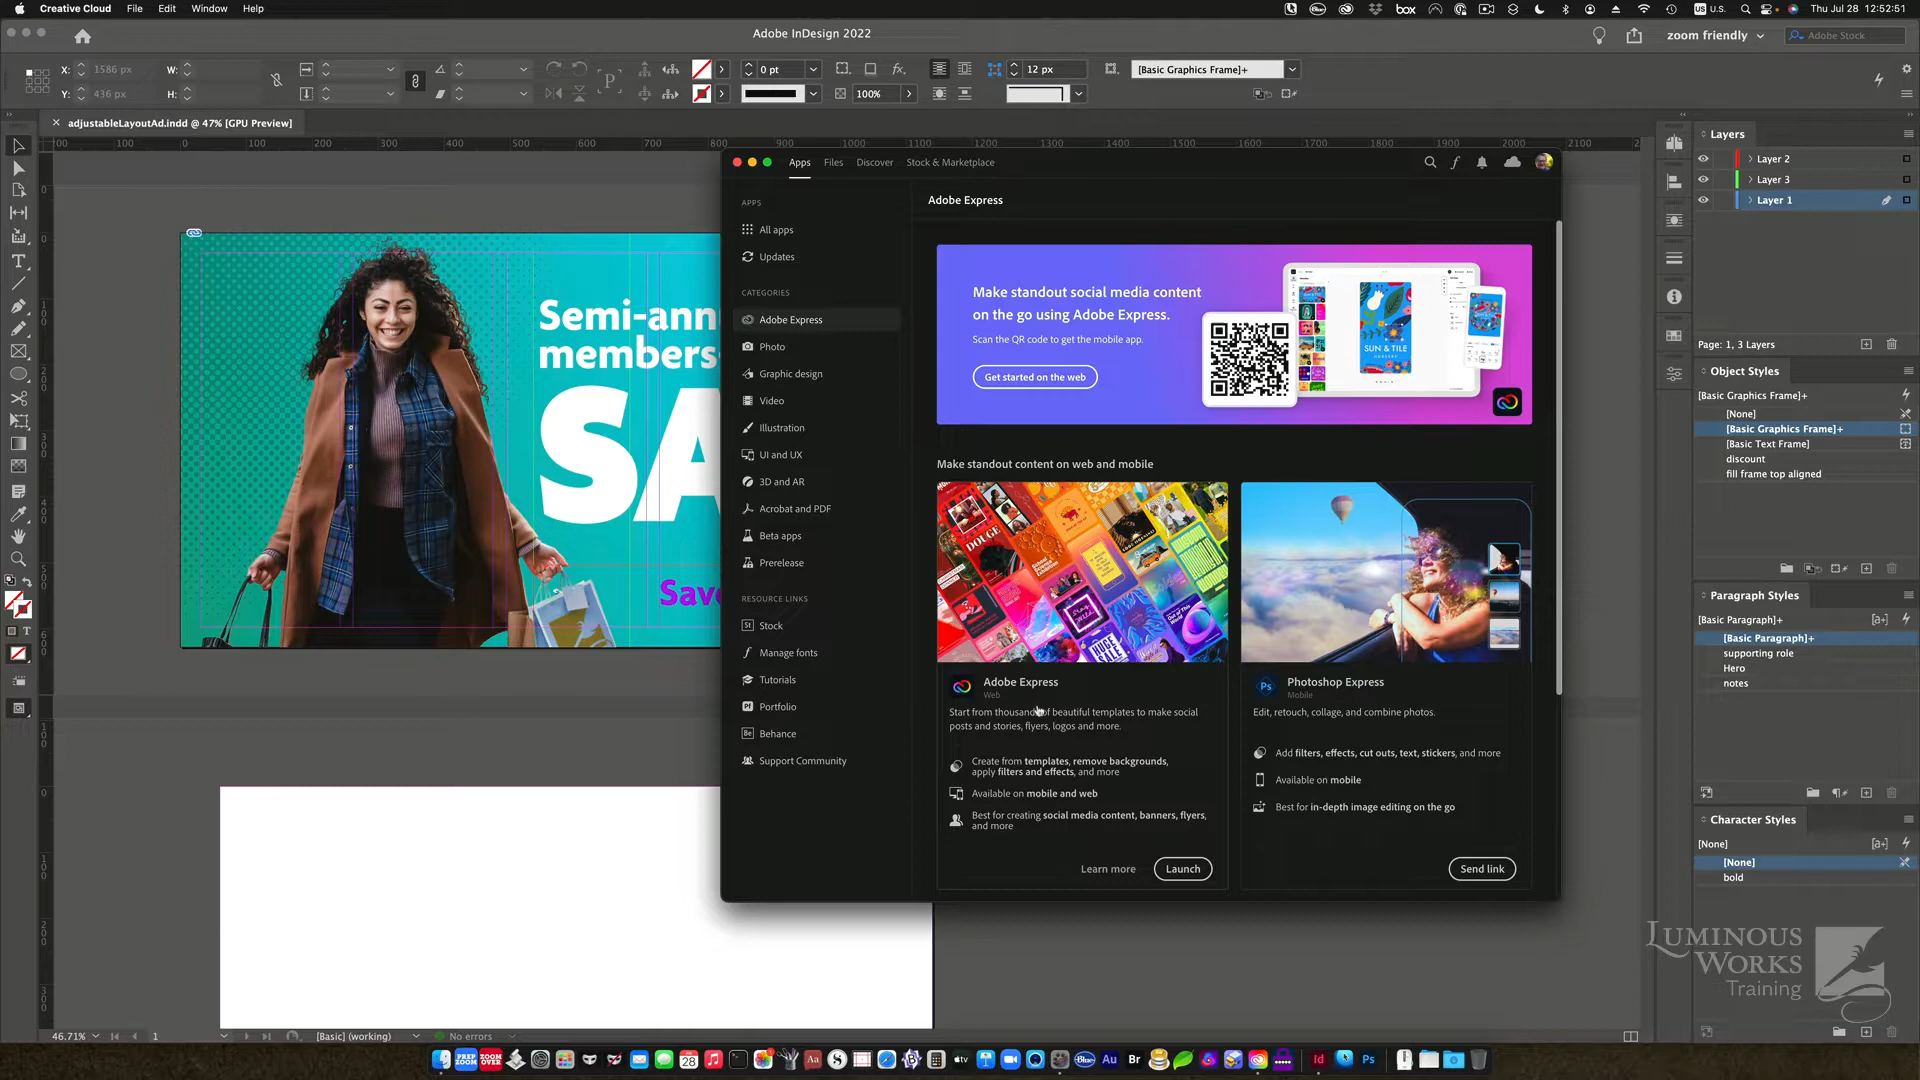 Creative Cloud File Edit Window Help
box
U.S.
Thu Jul 28 12:52:51
Adobe InDesign 2022
zoom friendly
Adobe Stock
X: 1586 px
W:
0 pt
12 px
[Basic Graphics Frame]+
Y: 436 px
H:
100%
adjustableLayoutAd.indd @ 47% [GPU Preview]
Semi-ann
members-
SA
Save
Apps Files Discover Stock & Marketplace
APPS
All apps
Updates
CATEGORIES
Adobe Express
Photo
Graphic design
Video
Illustration
UI and UX
3D and AR
Acrobat and PDF
Beta apps
Prerelease
RESOURCE LINKS
Stock
Manage fonts
Tutorials
Portfolio
Behance
Support Community
Adobe Express
Make standout social media content
on the go using Adobe Express.
Scan the QR code to get the mobile app.
Get started on the web
SUN & TILE
Make standout content on web and mobile
HUGE
SALE
Adobe Express
Web
Start from thousands of beautiful templates to make social
posts and stories, flyers, logos and more.
Create from templates, remove backgrounds,
apply filters and effects, and more
Available on mobile and web
Best for creating social media content, banners, flyers,
and more
Learn more
Launch
Photoshop Express
Mobile
Edit, retouch, collage, and combine photos.
Add filters, effects, cut outs, text, stickers, and more
Available on mobile
Best for in-depth image editing on the go
Send link
Layers
Layer 2
Layer 3
Layer 1
Page: 1, 3 Layers
Object Styles
[Basic Graphics Frame]+
[None]
[Basic Graphics Frame]+
[Basic Text Frame]
discount
fill frame top aligned
Paragraph Styles
[Basic Paragraph]+
[Basic Paragraph]+
supporting role
Hero
notes
Character Styles
[None]
[None]
bold
LUMINOUS
WORKS
Training
46.71%
1
[Basic] (working)
No errors